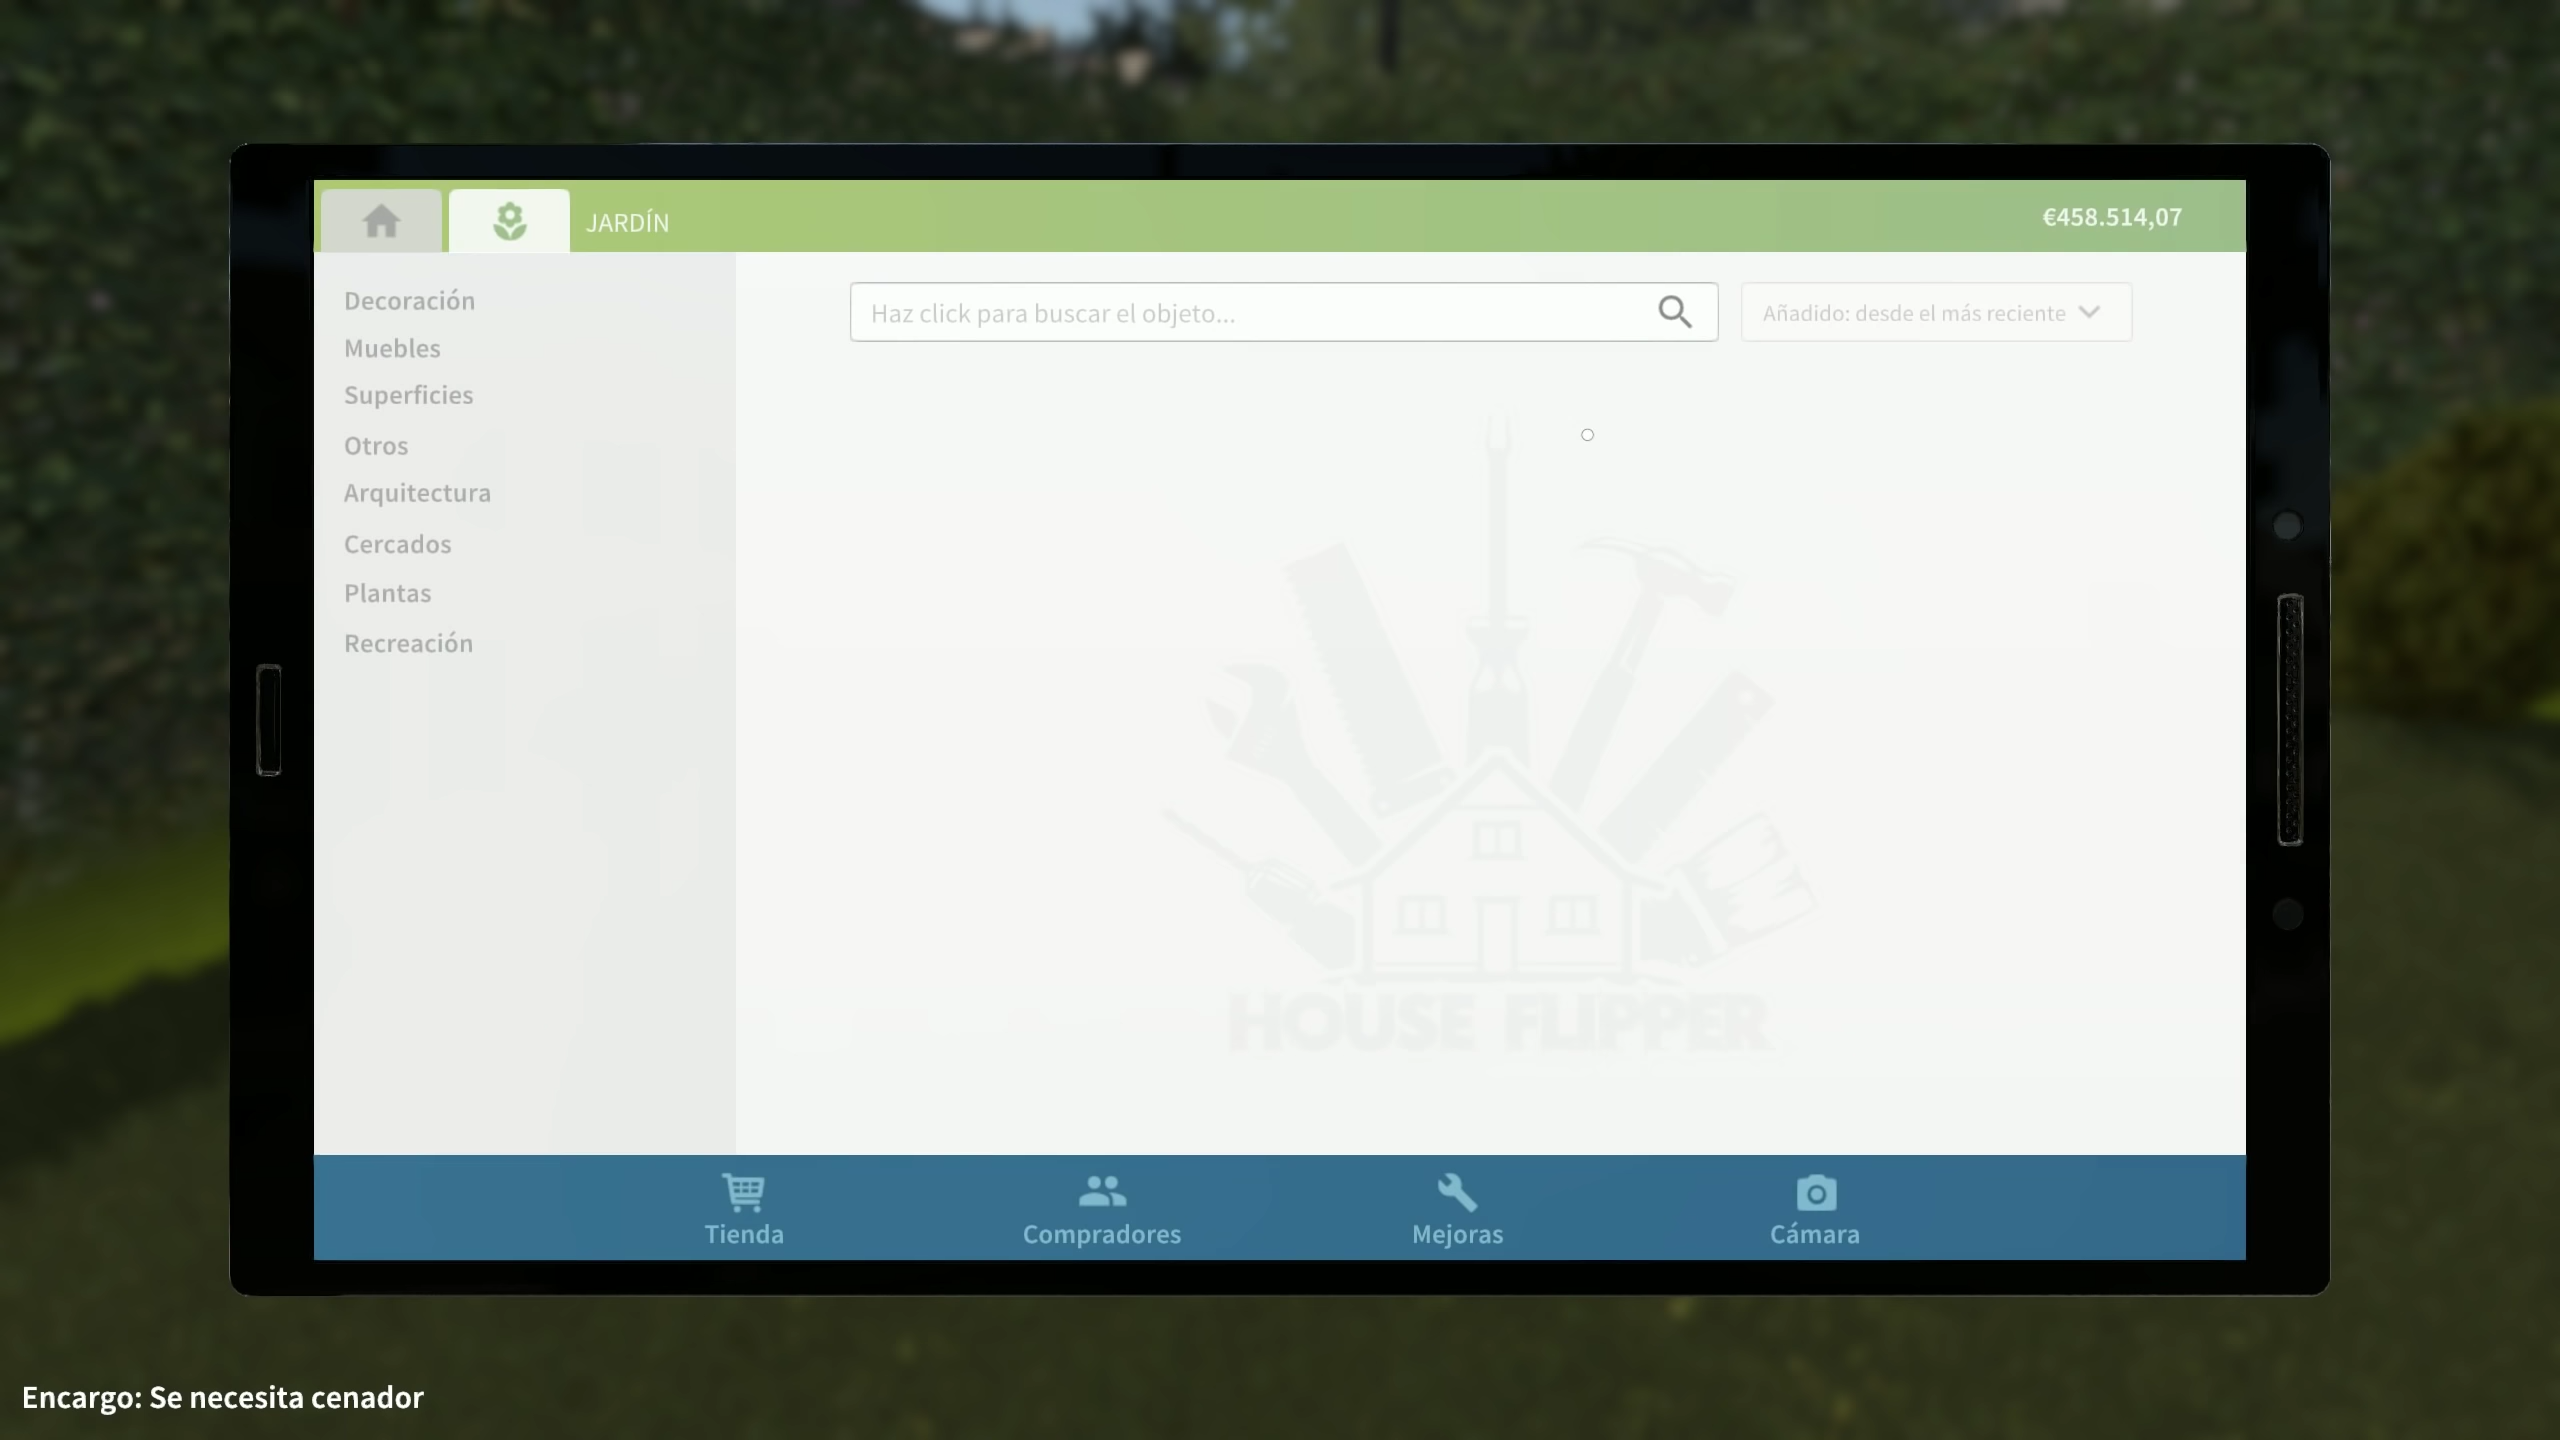 JARDÍN
€458.514,07
Haz click para buscar el objeto...
Añadido: desde el más reciente
Decoración
Muebles
Superficies
Otros
Arquitectura
Cercados
Plantas
Recreación
HOUSE FLIPPER
Tienda
Compradores
Mejoras
Cámara
Encargo: Se necesita cenador